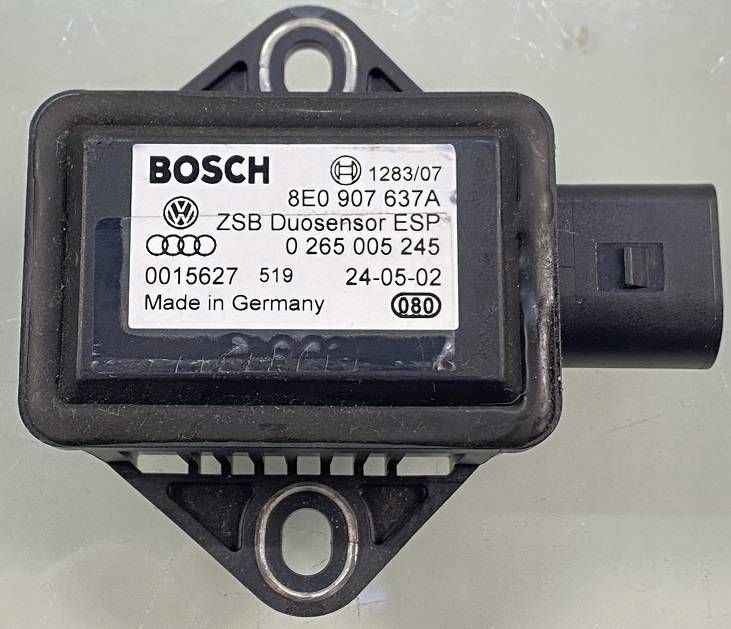 BOSCH 1283/07
8E0 907 637A
ZSB Duosensor ESP
0 265 005 245
0015627 519 24-05-02
Made in Germany 080